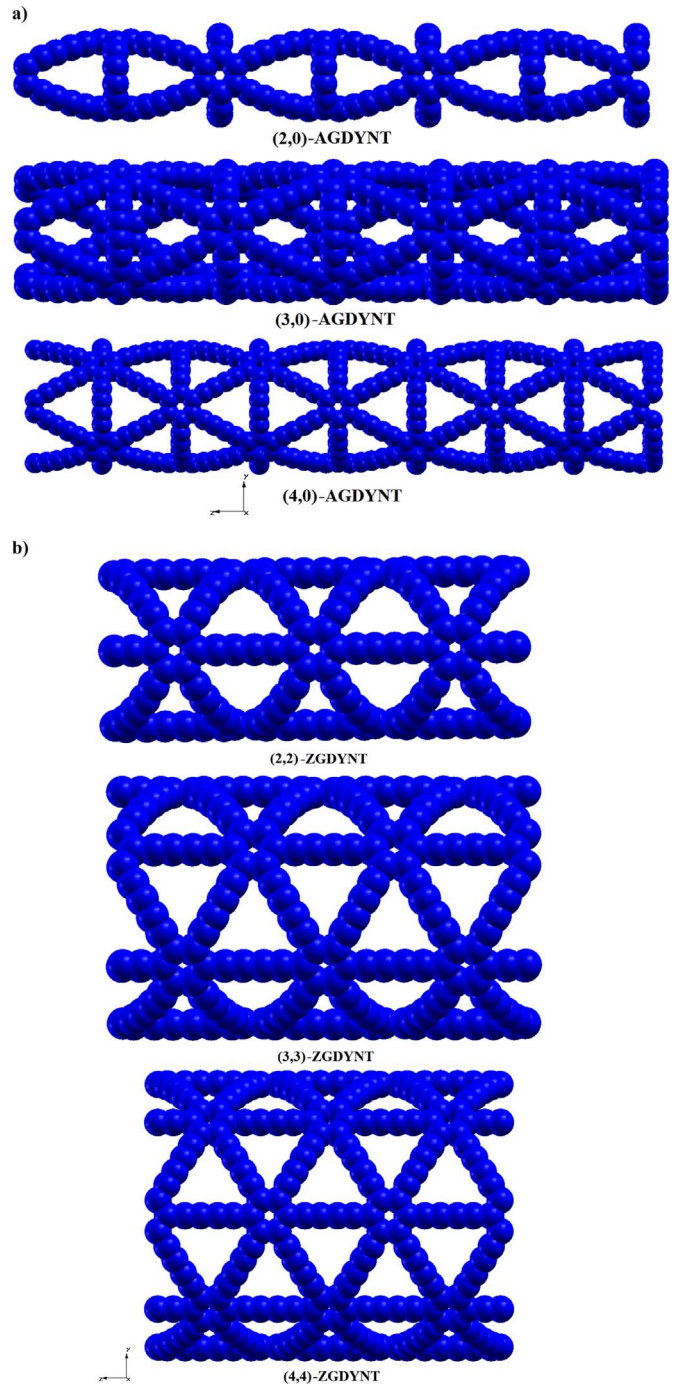 a)
(2,0)-AGDYNT
(3,0)-AGDYNT
(4,0)-AGDYNT
y
z x
b)
(2,2)-ZGDYNT
(3,3)-ZGDYNT
(4,4)-ZGDYNT
y
z x